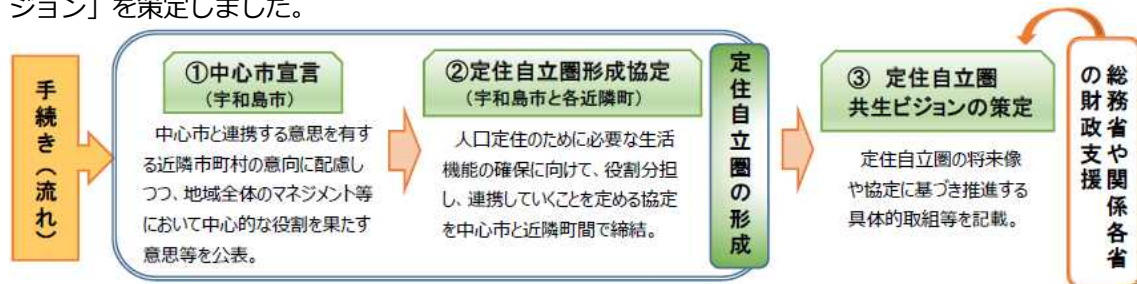 ジョン」を策定しました。
手続き（流れ）
①中心市宣言
（宇和島市）
中心市と連携する意思を有す
る近隣市町村の意向に配慮し
つつ、地域全体のマネジメント等
において中心的な役割を果たす
意思等を公表。
②定住自立圏形成協定
（宇和島市と各近隣町）
人口定住のために必要な生活
機能の確保に向けて、役割分担
し、連携していくことを定める協定
を中心市と近隣町間で締結。
定住自立圏の形成
③ 定住自立圏
共生ビジョンの策定
定住自立圏の将来像
や協定に基づき推進する
具体的取組等を記載。
総務省や関係各省
の財政支援